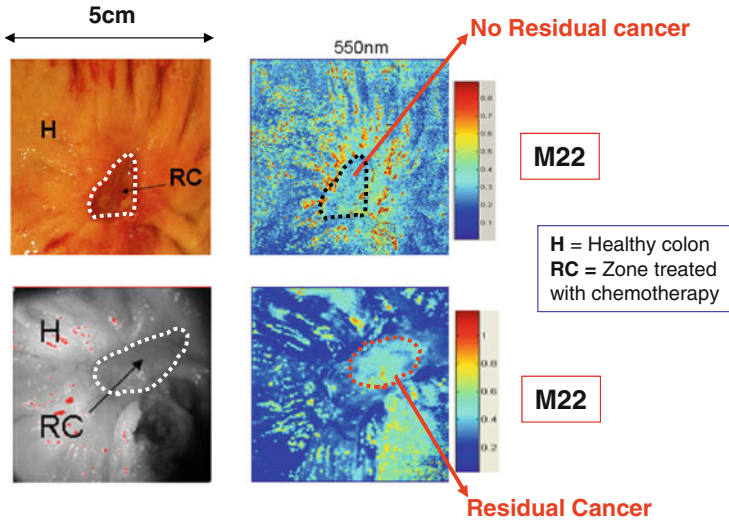 5cm
550nm
No Residual cancer
H
RC
0.8
0.7
0.6
0.5
0.4
0.3
0.2
0.1
M22
H = Healthy colon
RC = Zone treated
with chemotherapy
H
RC
1
0.8
0.6
0.4
0.2
M22
Residual Cancer